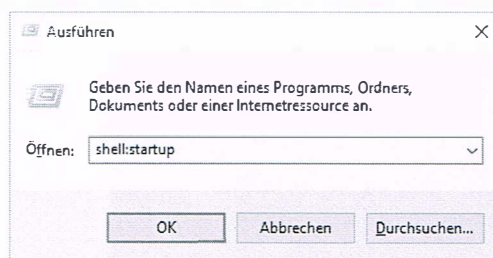 Ausführen
Geben Sie den Namen eines Programms, Ordners,
Dokuments oder einer Internetressource an.
Öffnen: shell:startup
OK Abbrechen Durchsuchen...